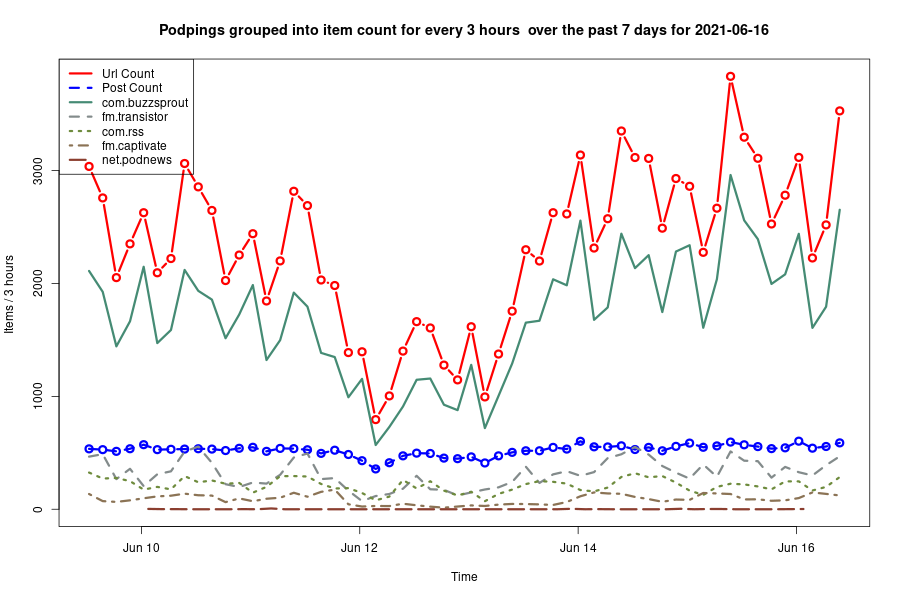 Podpings grouped into item count for every 3 hours  over the past 7 days for 2021-06-16
Url Count
Post Count
com.buzzsprout
fm.transistor
com.rss
fm.captivate
net.podnews
3000
2000
1000
0
Items / 3 hours
Jun 10
Jun 12
Jun 14
Jun 16
Time